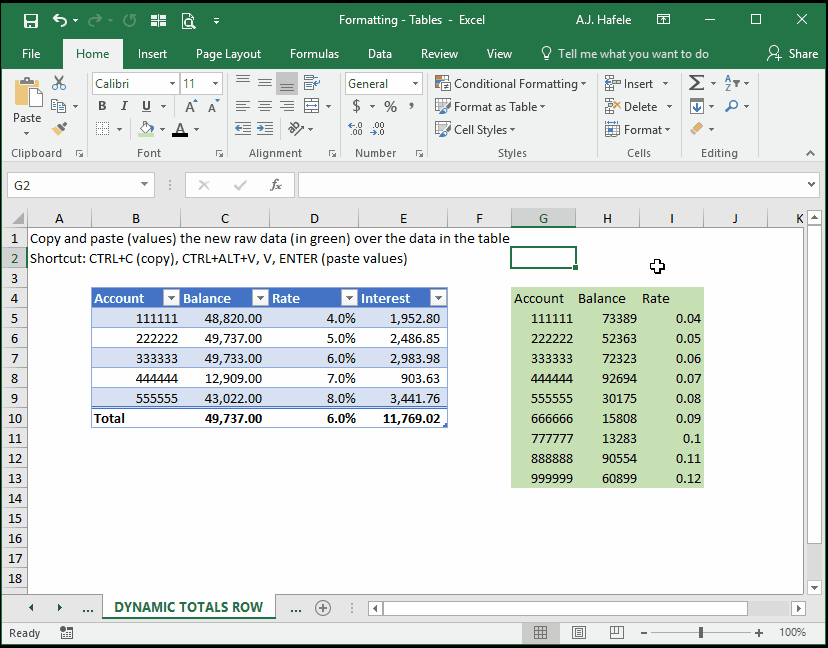 Formatting - Tables - Excel A.J. Hafele
File Home Insert Page Layout Formulas Data Review View Tell me what you want to do Share
Calibri 11 General Conditional Formatting Insert
Paste B I U $ % , Format as Table Delete
A Cell Styles Format
Clipboard Font Alignment Number Styles Cells Editing
G2 fx
A B C D E F G H I J K
1 Copy and paste (values) the new raw data (in green) over the data in the table
2 Shortcut: CTRL+C (copy), CTRL+ALT+V, V, ENTER (paste values)
3
4 Account Balance Rate Interest Account Balance Rate
5 111111 48,820.00 4.0% 1,952.80 111111 73389 0.04
6 222222 49,737.00 5.0% 2,486.85 222222 52363 0.05
7 333333 49,733.00 6.0% 2,983.98 333333 72323 0.06
8 444444 12,909.00 7.0% 903.63 444444 92694 0.07
9 555555 43,022.00 8.0% 3,441.76 555555 30175 0.08
10 Total 49,737.00 6.0% 11,769.02 666666 15808 0.09
11 777777 13283 0.1
12 888888 90554 0.11
13 999999 60899 0.12
14
15
16
17
18
... DYNAMIC TOTALS ROW ...
Ready 100%